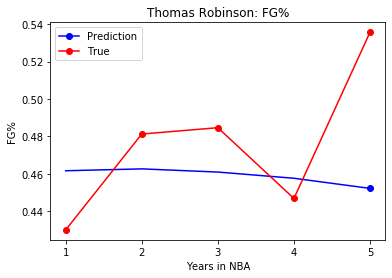 Thomas Robinson: FG%
Prediction
True
FG%
0.54
0.52
0.50
0.48
0.46
0.44
1 2 3 4 5
Years in NBA